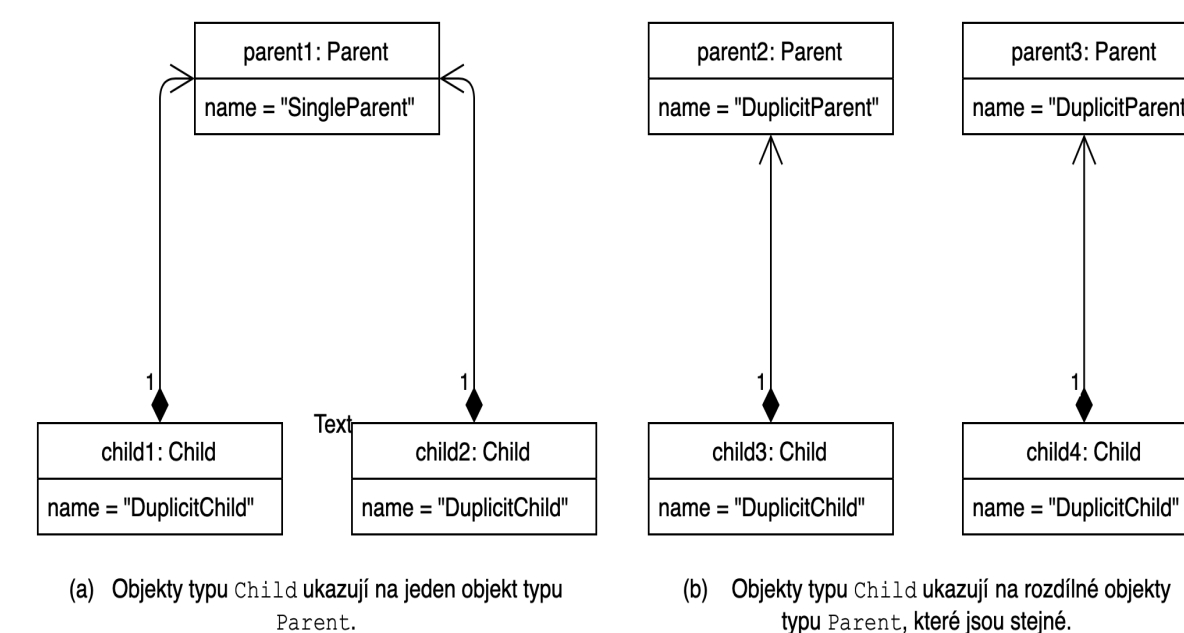 parent1: Parent
name = "SingleParent"
parent2: Parent
name = "DuplicitParent"
parent3: Parent
name = "DuplicitParent
1
1
1
1
Text
child1: Child
name = "DuplicitChild"
child2: Child
name = "DuplicitChild"
child3: Child
name = "DuplicitChild"
child4: Child
name = "DuplicitChild"
(a) Objekty typu Child ukazují na jeden objekt typu
Parent.
(b) Objekty typu Child ukazují na rozdílné objekty
typu Parent, které jsou stejné.